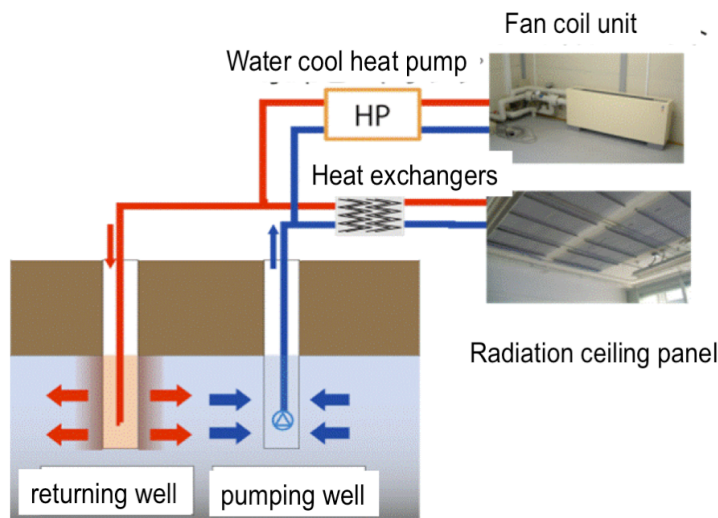 Fan coil unit
Water cool heat pump
HP
Heat exchangers
Radiation ceiling panel
returning well
pumping well